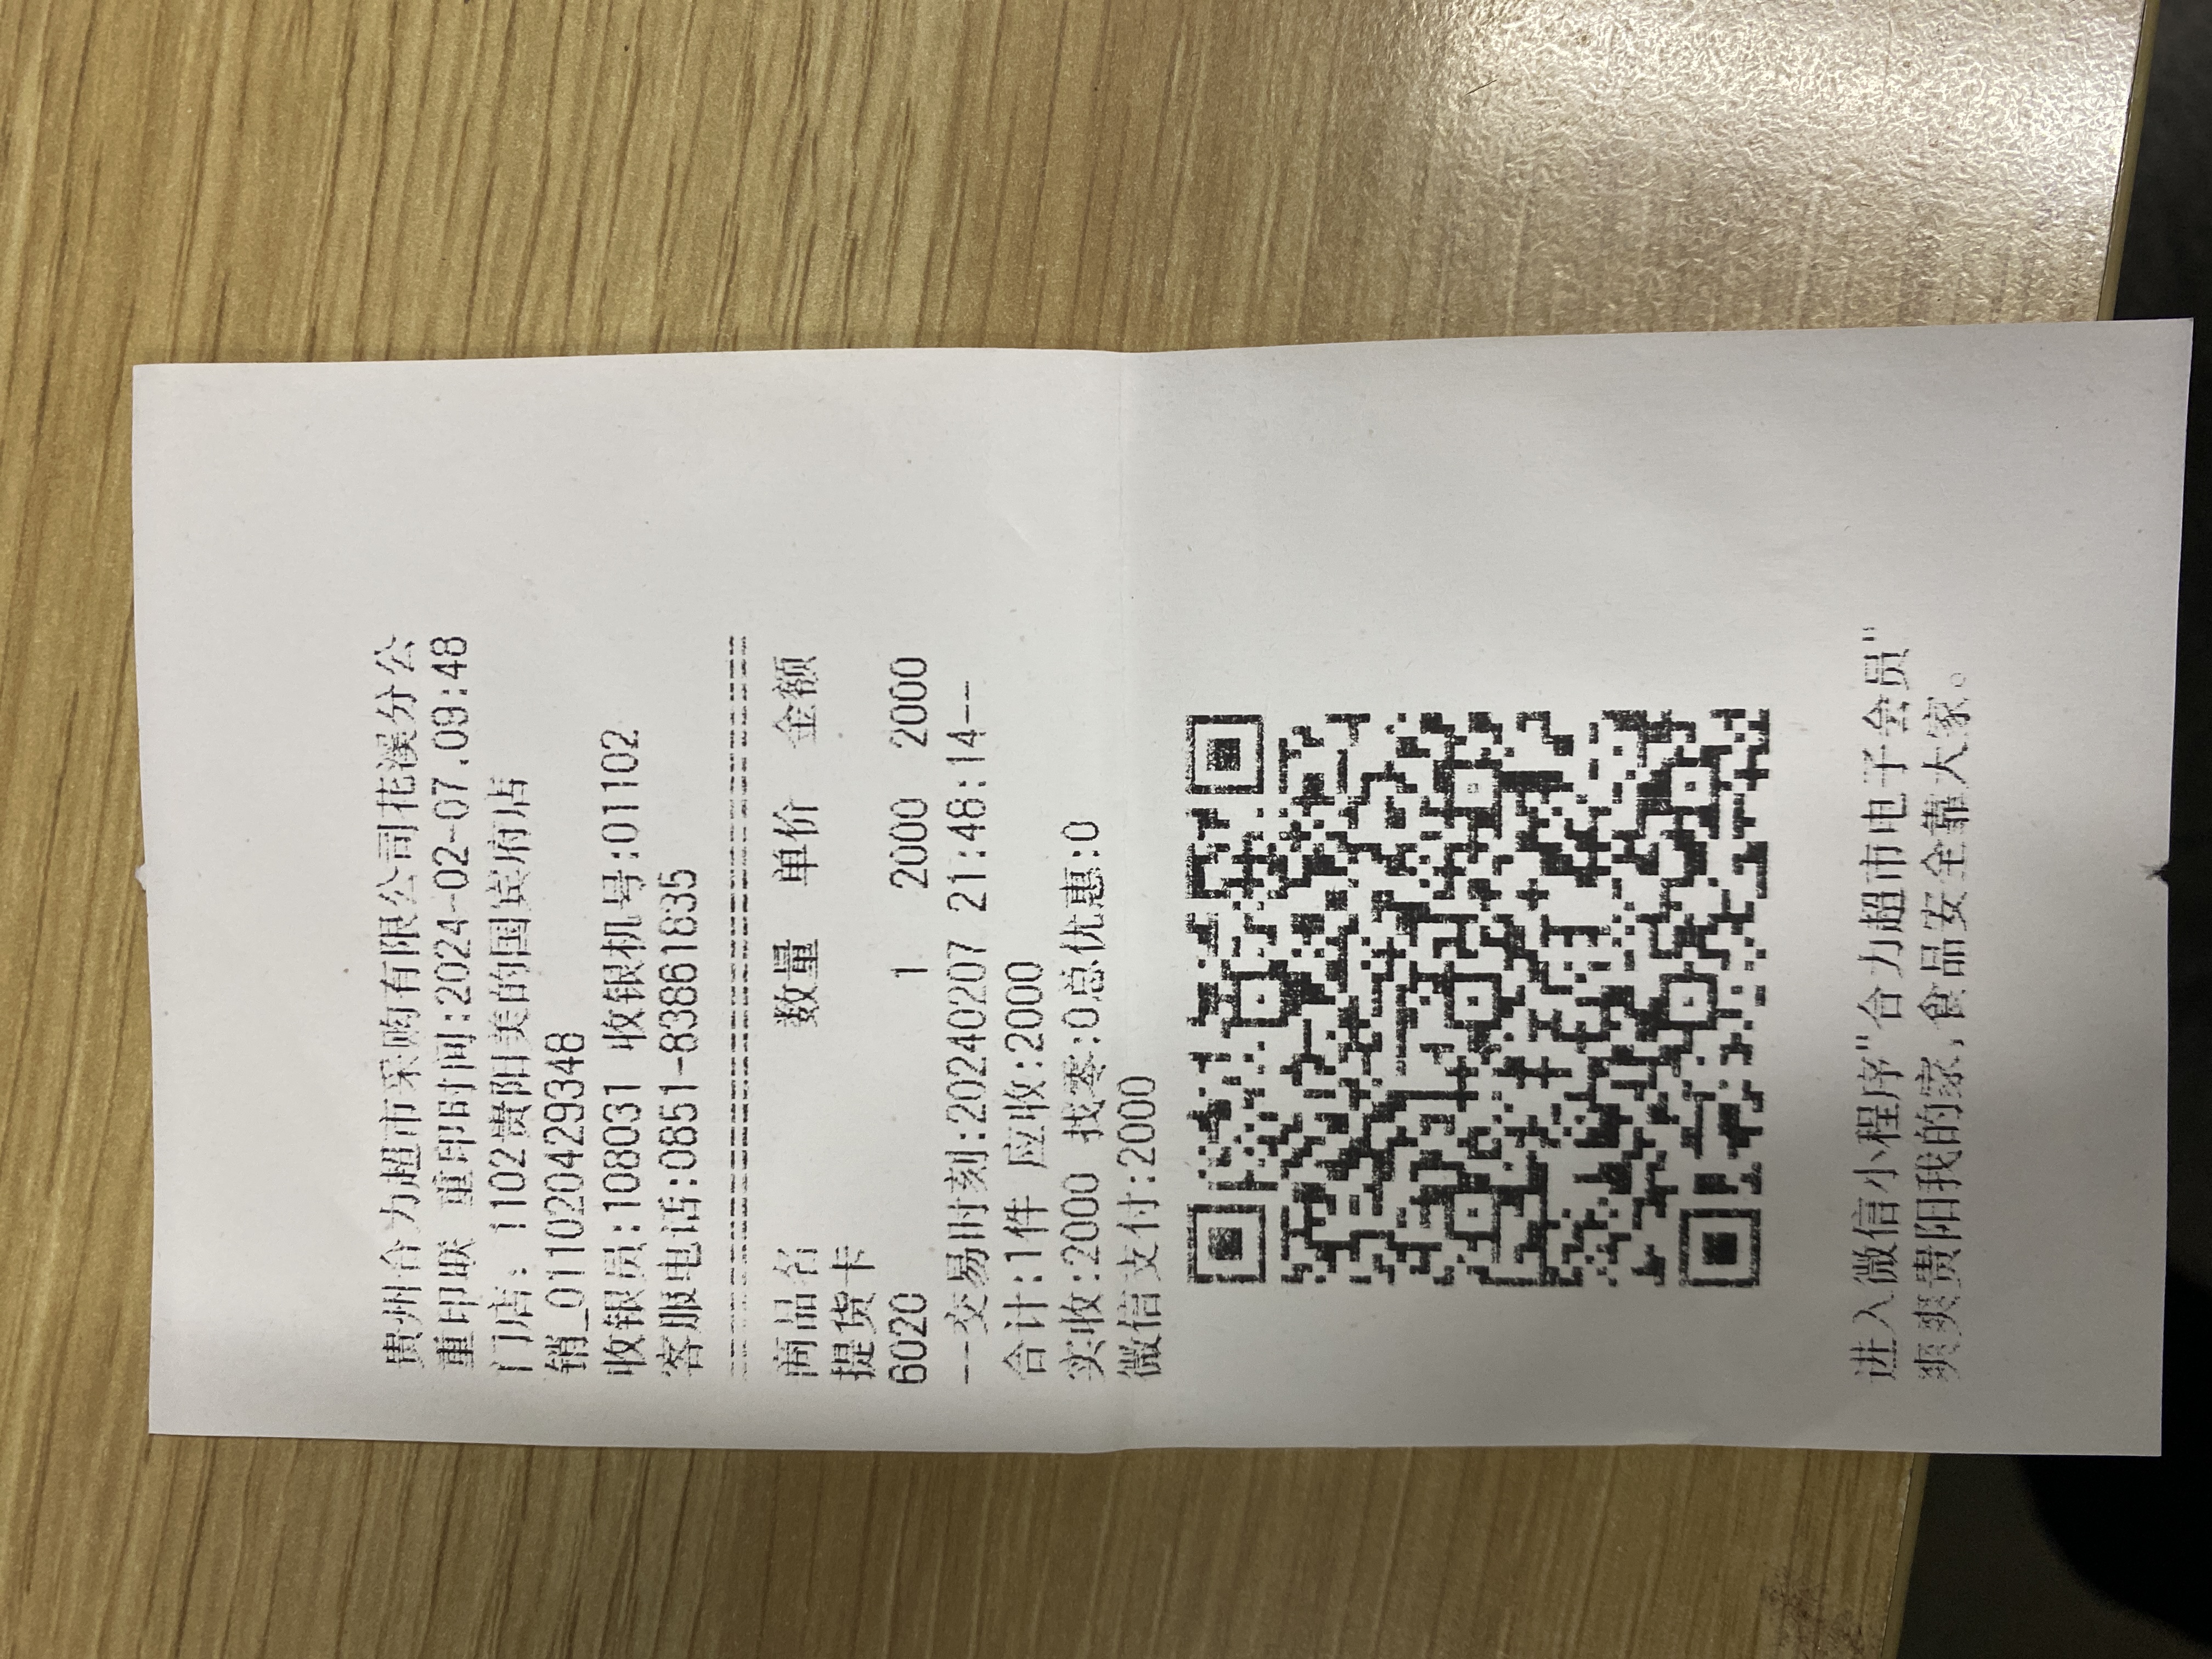 贵州合力超市采购有限公司花溪分公
重印联 重印时间:2024-02-07.09:48
门店: 1102贵阳美的国宾府店
销_011020429348
收银员:108031 收银机号:01102
客服电话:0851-83861835
商品名 数量 单价 金额
提货卡
6020 1 2000 2000
--交易时刻:20240207 21:48:14--
合计:1件 应收:2000
实收:2000 找零:0总优惠:0
微信支付:2000
进入微信小程序"合力超市电子会员"
爽爽贵阳我的家,食品安全靠大家。